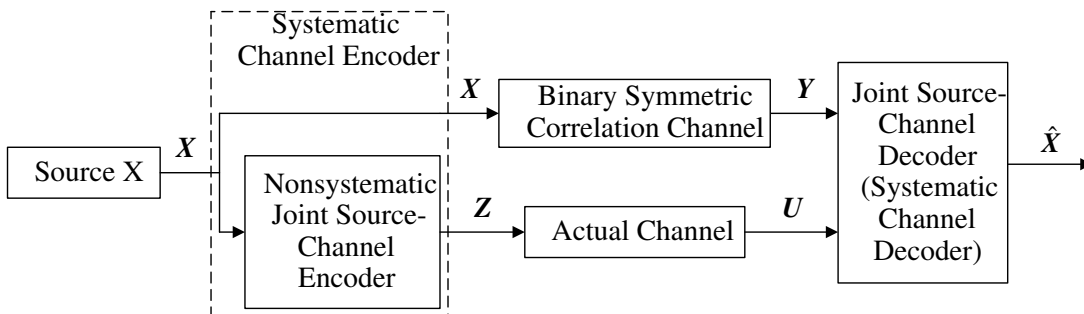 Systematic
Channel Encoder
Source X
X
Nonsystematic
Joint Source-
Channel
Encoder
X
Binary Symmetric
Correlation Channel
Y
Z
Actual Channel
U
Joint Source-
Channel
Decoder
(Systematic
Channel
Decoder)
X̂